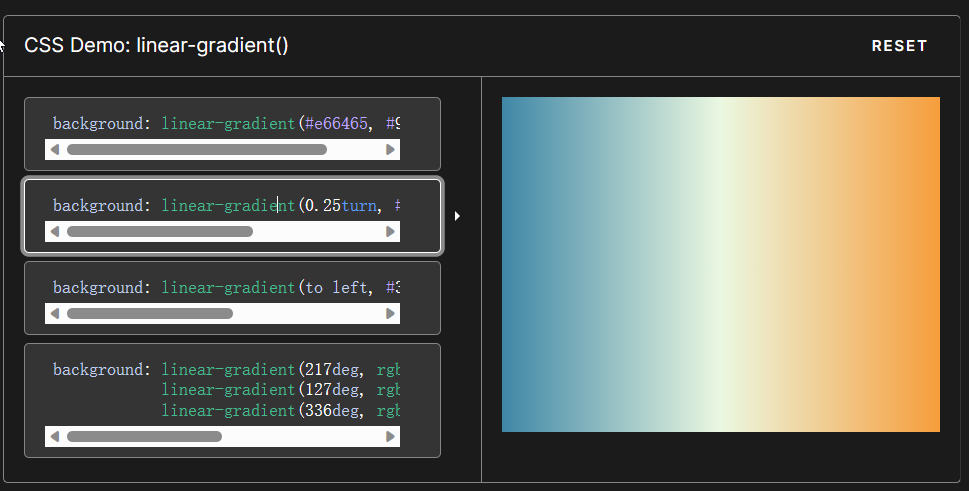 CSS Demo: linear-gradient()
RESET
background: linear-gradient(#e66465, #9
background: linear-gradient(0.25turn, #
background: linear-gradient(to left, #3
background: linear-gradient(217deg, rgb
linear-gradient(127deg, rgb
linear-gradient(336deg, rgb